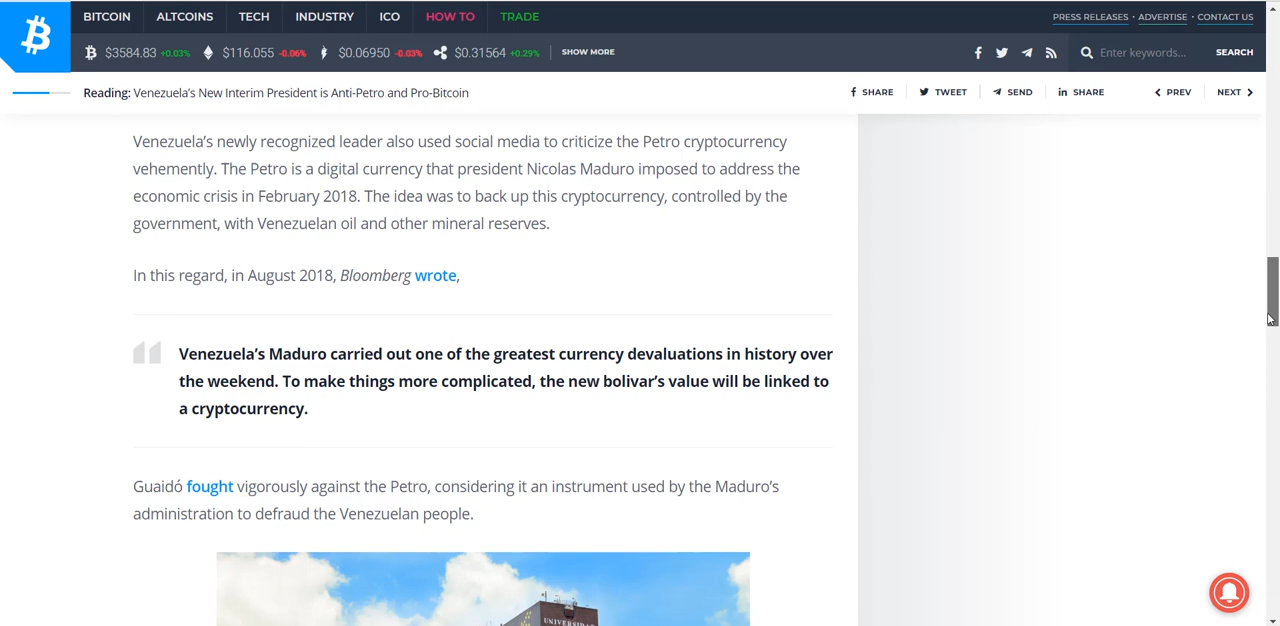 BITCOIN ALTCOINS TECH INDUSTRY ICO HOW TO TRADE PRESS RELEASES · ADVERTISE · CONTACT US
$3584.83 +0.03% $116.055 -0.06% $0.06950 -0.03% $0.31564 +0.29% SHOW MORE Enter keywords... SEARCH
Reading: Venezuela's New Interim President is Anti-Petro and Pro-Bitcoin SHARE TWEET SEND SHARE PREV NEXT
Venezuela's newly recognized leader also used social media to criticize the Petro cryptocurrency
vehemently. The Petro is a digital currency that president Nicolas Maduro imposed to address the
economic crisis in February 2018. The idea was to back up this cryptocurrency, controlled by the
government, with Venezuelan oil and other mineral reserves.
In this regard, in August 2018, Bloomberg wrote,
Venezuela's Maduro carried out one of the greatest currency devaluations in history over
the weekend. To make things more complicated, the new bolivar's value will be linked to
a cryptocurrency.
Guaidó fought vigorously against the Petro, considering it an instrument used by the Maduro's
administration to defraud the Venezuelan people.
UNIVERSIDA